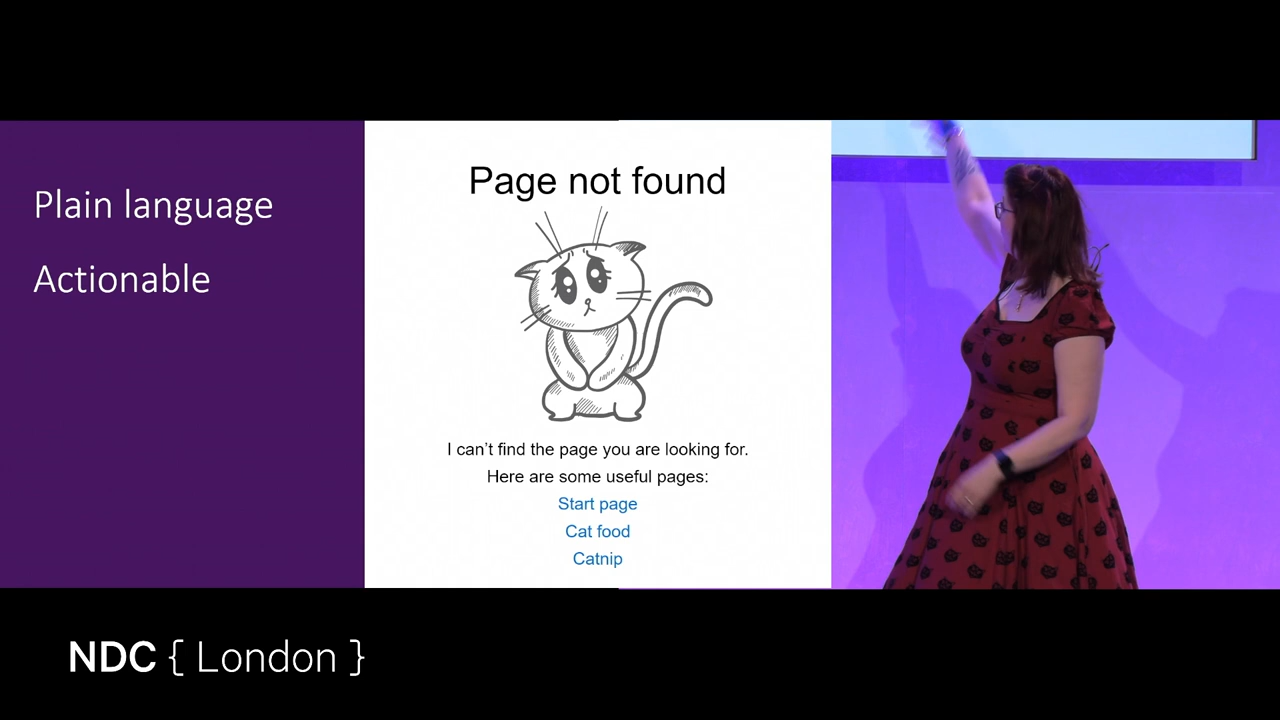 Plain language
Actionable
Page not found
I can't find the page you are looking for.
Here are some useful pages:
Start page
Cat food
Catnip
NDC { London }